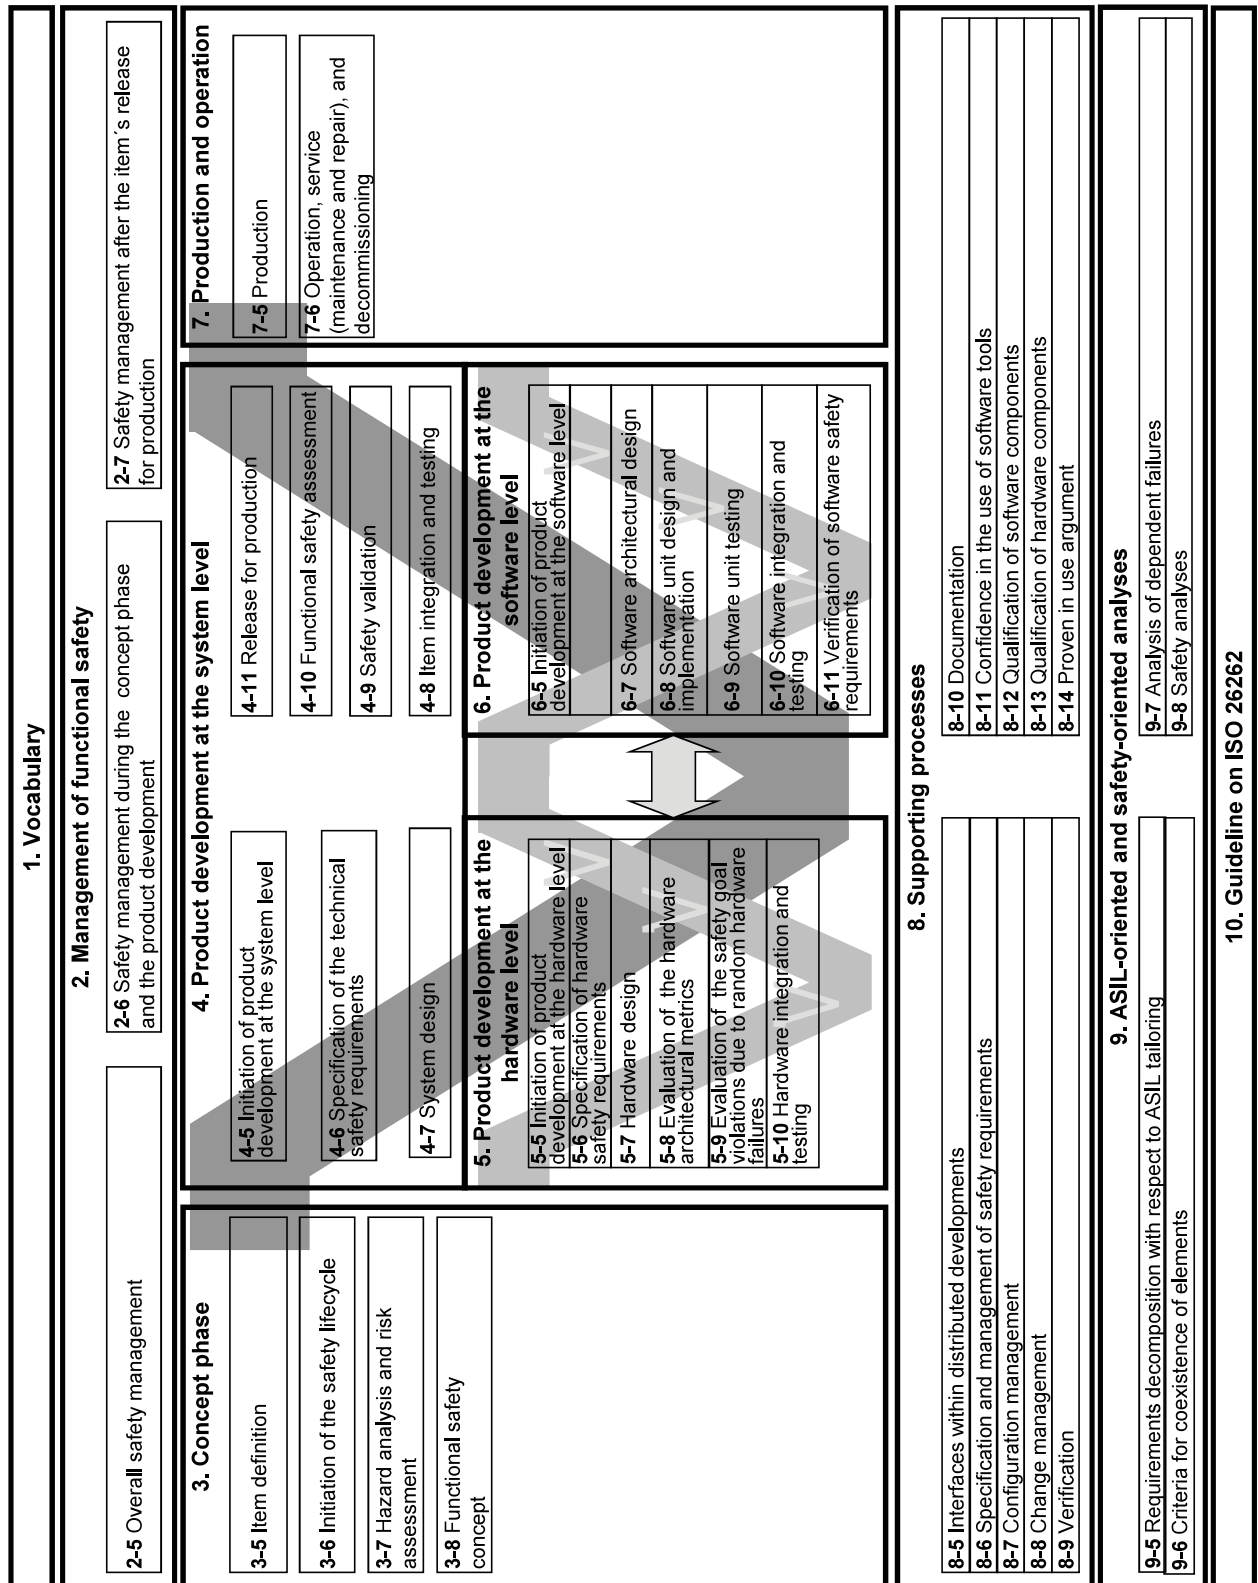 1. Vocabulary
2. Management of functional safety
2-5 Overall safety management
2-6 Safety management during the concept phase
and the product development
2-7 Safety management after the item´s release
for production
3. Concept phase
3-5 Item definition
3-6 Initiation of the safety lifecycle
3-7 Hazard analysis and risk
assessment
3-8 Functional safety
concept
4. Product development at the system level
4-5 Initiation of product
development at the system level
4-6 Specification of the technical
safety requirements
4-7 System design
4-11 Release for production
4-10 Functional safety assessment
4-9 Safety validation
4-8 Item integration and testing
7. Production and operation
7-5 Production
7-6 Operation, service
(maintenance and repair), and
decommissioning
5. Product development at the
hardware level
5-5 Initiation of product
development at the hardware level
5-6 Specification of hardware
safety requirements
5-7 Hardware design
5-8 Evaluation of the hardware
architectural metrics
5-9 Evaluation of the safety goal
violations due to random hardware
failures
5-10 Hardware integration and
testing
6. Product development at the
software level
6-5 Initiation of product
development at the software level
6-7 Software architectural design
6-8 Software unit design and
implementation
6-9 Software unit testing
6-10 Software integration and
testing
6-11 Verification of software safety
requirements
8. Supporting processes
8-5 Interfaces within distributed developments
8-6 Specification and management of safety requirements
8-7 Configuration management
8-8 Change management
8-9 Verification
8-10 Documentation
8-11 Confidence in the use of software tools
8-12 Qualification of software components
8-13 Qualification of hardware components
8-14 Proven in use argument
9. ASIL-oriented and safety-oriented analyses
9-5 Requirements decomposition with respect to ASIL tailoring
9-6 Criteria for coexistence of elements
9-7 Analysis of dependent failures
9-8 Safety analyses
10. Guideline on ISO 26262